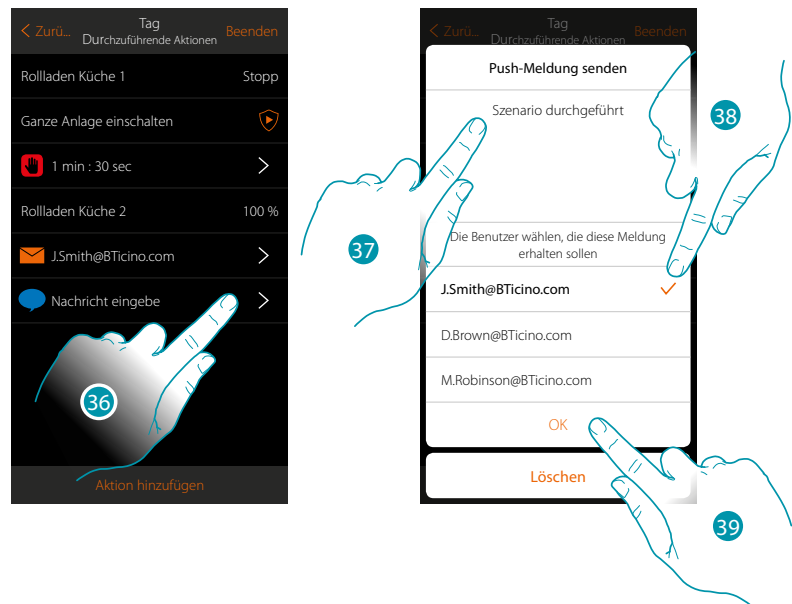 Zurü... Tag Beenden
Durchzuführende Aktionen
Rollladen Küche 1 Stopp
Ganze Anlage einschalten
1 min : 30 sec
Rollladen Küche 2 100 %
J.Smith@BTicino.com
Nachricht eingebe
36
Aktion hinzufügen
Zurü... Tag Beenden
Durchzuführende Aktionen
Push-Meldung senden
Szenario durchgeführt
37
38
Die Benutzer wählen, die diese Meldung
erhalten sollen
J.Smith@BTicino.com
D.Brown@BTicino.com
M.Robinson@BTicino.com
OK
Löschen
39